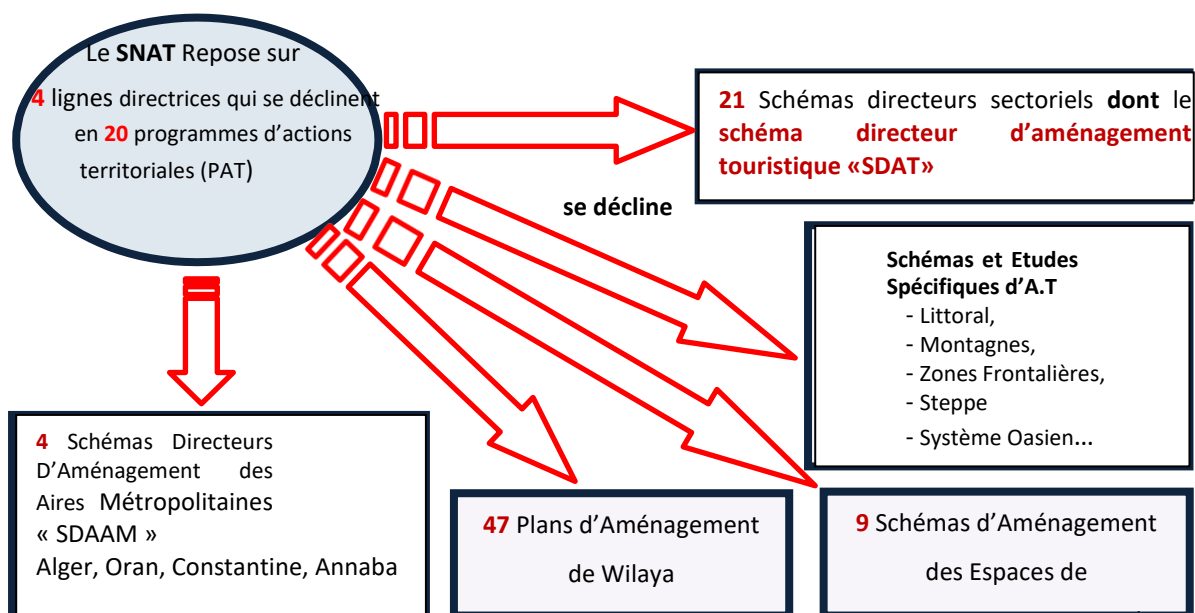 Le SNAT Repose sur
4 lignes directrices qui se déclinent
en 20 programmes d'actions
territoriales (PAT)
21 Schémas directeurs sectoriels dont le
schéma directeur d'aménagement
touristique «SDAT»
se décline
Schémas et Etudes
Spécifiques d'A.T
- Littoral,
- Montagnes,
- Zones Frontalières,
- Steppe
- Système Oasien...
4 Schémas Directeurs
D'Aménagement des
Aires Métropolitaines
« SDAAM »
Alger, Oran, Constantine, Annaba
47 Plans d'Aménagement
de Wilaya
9 Schémas d'Aménagement
des Espaces de